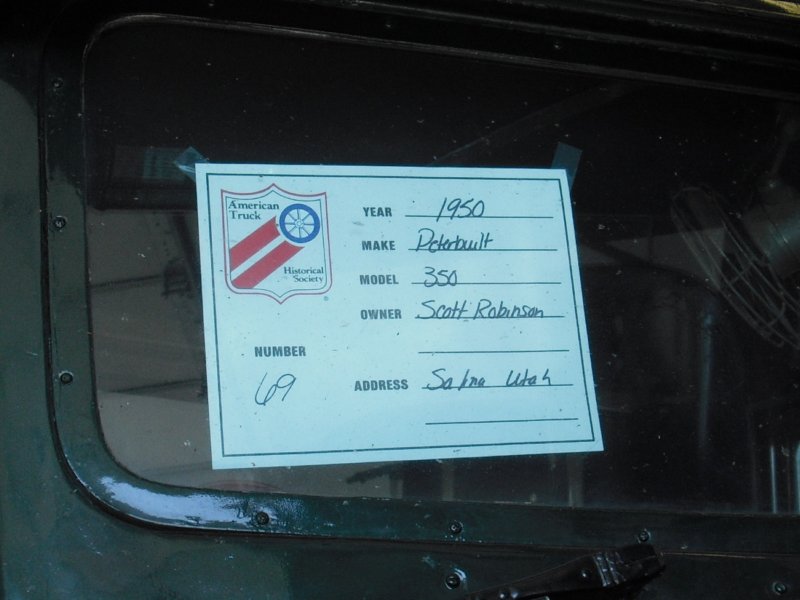 American
Truck
Historical
Society
®
YEAR 1950
MAKE Peterbuilt
MODEL 350
OWNER Scott Robinson
NUMBER
69
ADDRESS Salina Utah